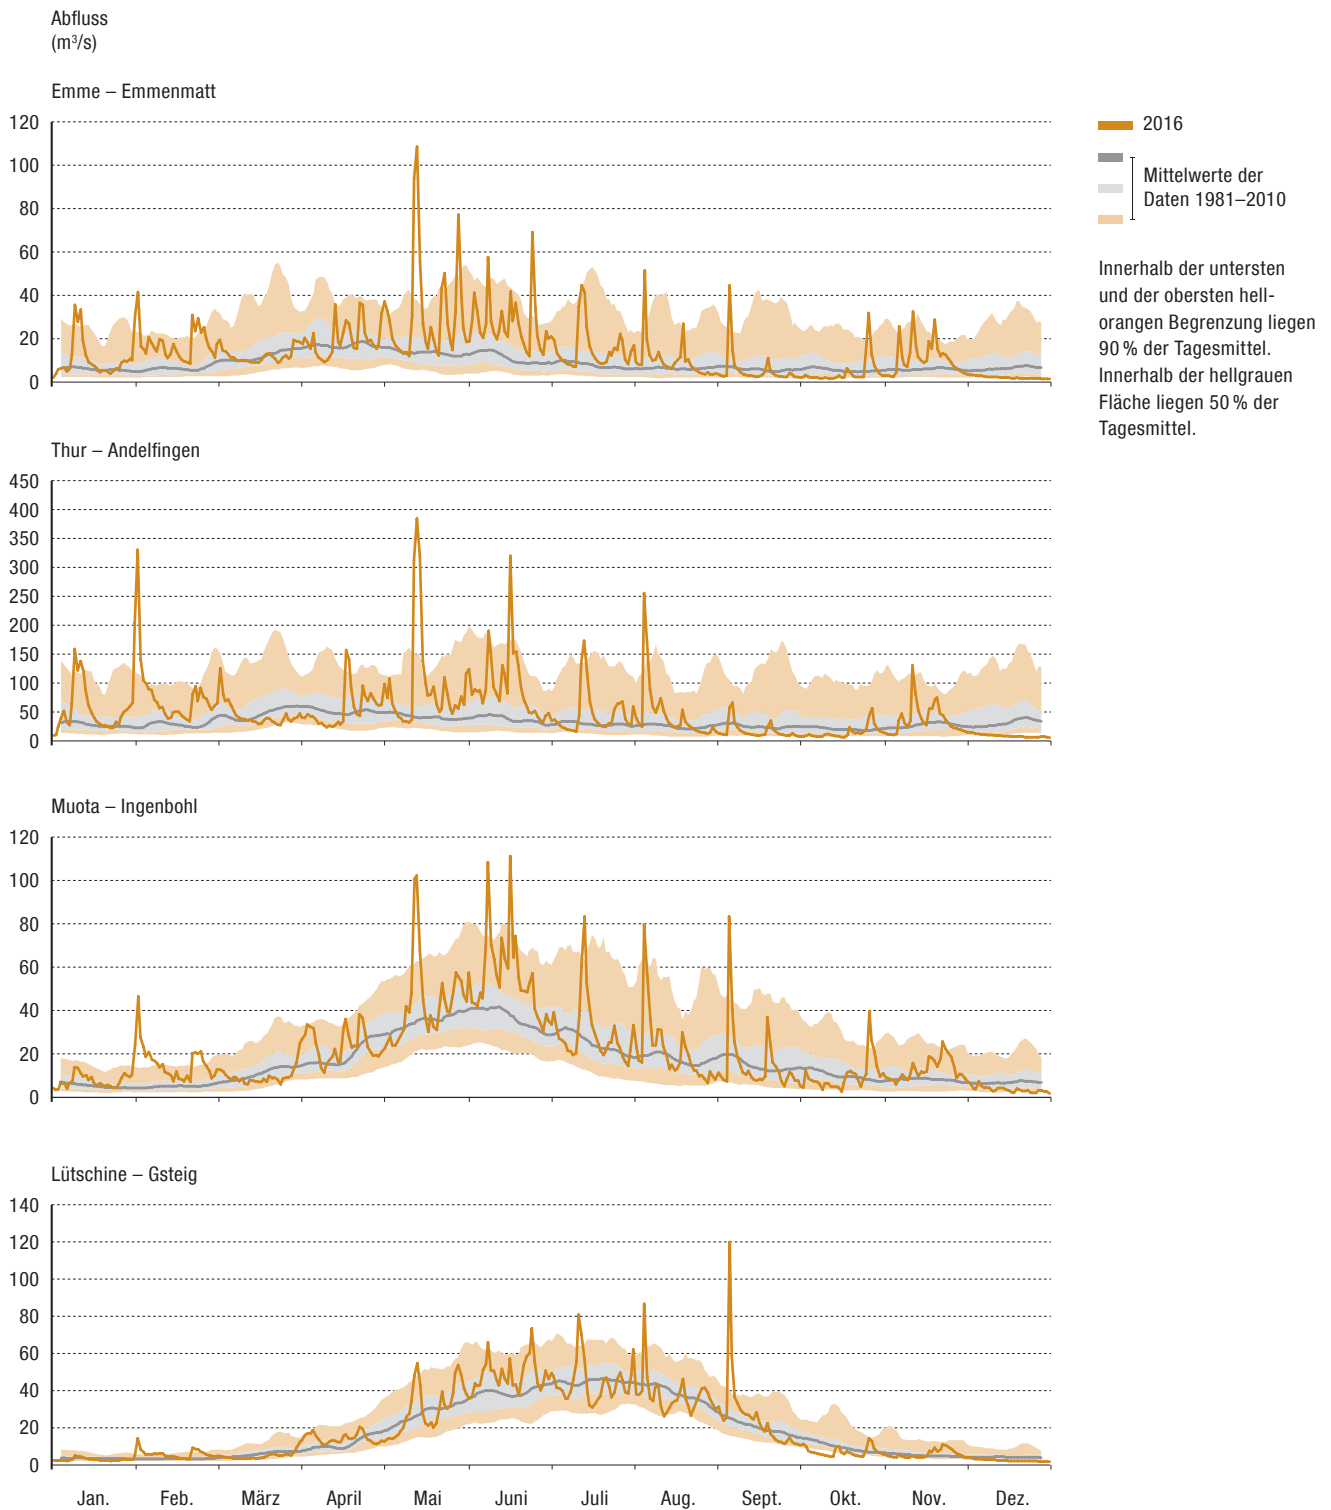 Abfluss
(m³/s)
Emme – Emmenmatt
120
100
80
60
40
20
0
2016
Mittelwerte der
Daten 1981–2010
Innerhalb der untersten
und der obersten hell-
orangen Begrenzung liegen
90 % der Tagesmittel.
Innerhalb der hellgrauen
Fläche liegen 50 % der
Tagesmittel.
Thur – Andelfingen
450
400
350
300
250
200
150
100
50
0
Muota – Ingenbohl
120
100
80
60
40
20
0
Lütschine – Gsteig
140
120
100
80
60
40
20
0
Jan. Feb. März April Mai Juni Juli Aug. Sept. Okt. Nov. Dez.